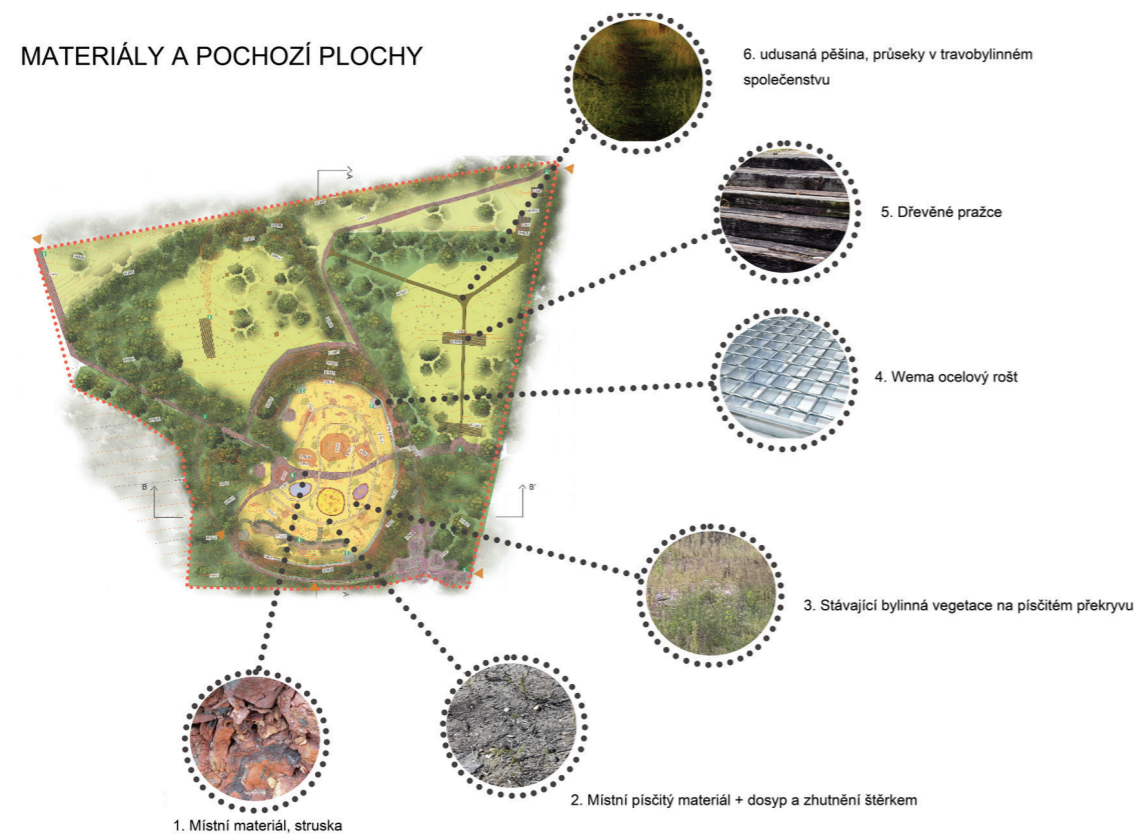 MATERIÁLY A POCHOZÍ PLOCHY
6. udusaná pěšina, průseky v travobylinném
společenstvu
5. Dřevěné pražce
4. Wema ocelový rošt
3. Stávající bylinná vegetace na písčitém překryvu
2. Místní písčitý materiál + dosyp a zhutnění štěrkem
1. Místní materiál, struska
A'
B
B'
A